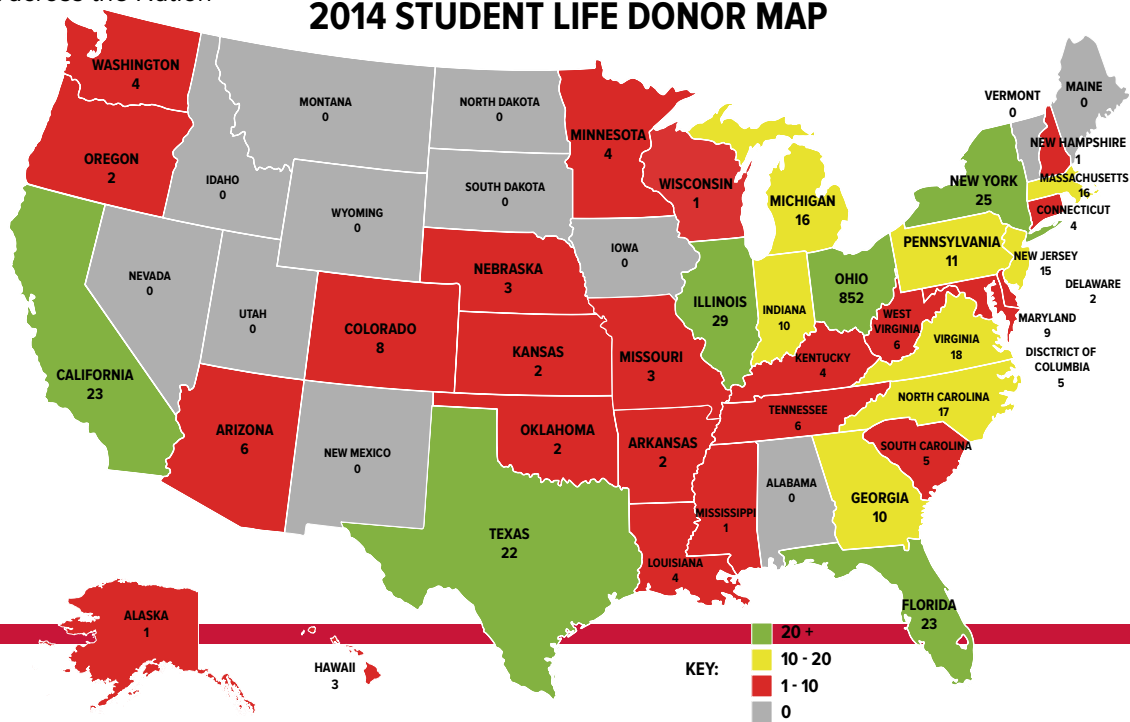 across the Nation
2014 STUDENT LIFE DONOR MAP
WASHINGTON
4
OREGON
2
CALIFORNIA
23
IDAHO
0
NEVADA
0
MONTANA
0
WYOMING
0
UTAH
0
ARIZONA
6
COLORADO
8
NEW MEXICO
0
NORTH DAKOTA
0
SOUTH DAKOTA
0
NEBRASKA
3
KANSAS
2
OKLAHOMA
2
TEXAS
22
MINNESOTA
4
IOWA
0
MISSOURI
3
ARKANSAS
2
LOUISIANA
4
WISCONSIN
1
ILLINOIS
29
MICHIGAN
16
INDIANA
10
OHIO
852
KENTUCKY
4
TENNESSEE
6
MISSISSIPPI
1
ALABAMA
0
GEORGIA
10
FLORIDA
23
SOUTH CAROLINA
5
NORTH CAROLINA
17
VIRGINIA
18
WEST
VIRGINIA
6
PENNSYLVANIA
11
NEW YORK
25
VERMONT
0
MAINE
0
NEW HAMPSHIRE
1
MASSACHUSETTS
16
CONNECTICUT
4
NEW JERSEY
15
DELAWARE
2
MARYLAND
9
DISCTRICT OF
COLUMBIA
5
ALASKA
1
HAWAII
3
KEY:
20 +
10 - 20
1 - 10
0